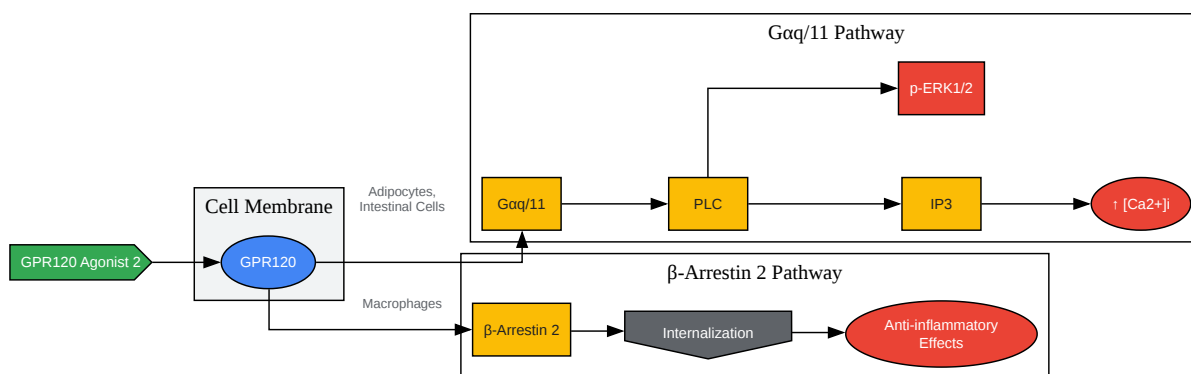 Gαq/11 Pathway
p-ERK1/2
Adipocytes,
Intestinal Cells
Gαq/11
PLC
IP3
↑ [Ca2+]i
Cell Membrane
GPR120 Agonist 2
GPR120
β-Arrestin 2 Pathway
Macrophages
β-Arrestin 2
Internalization
Anti-inflammatory
Effects